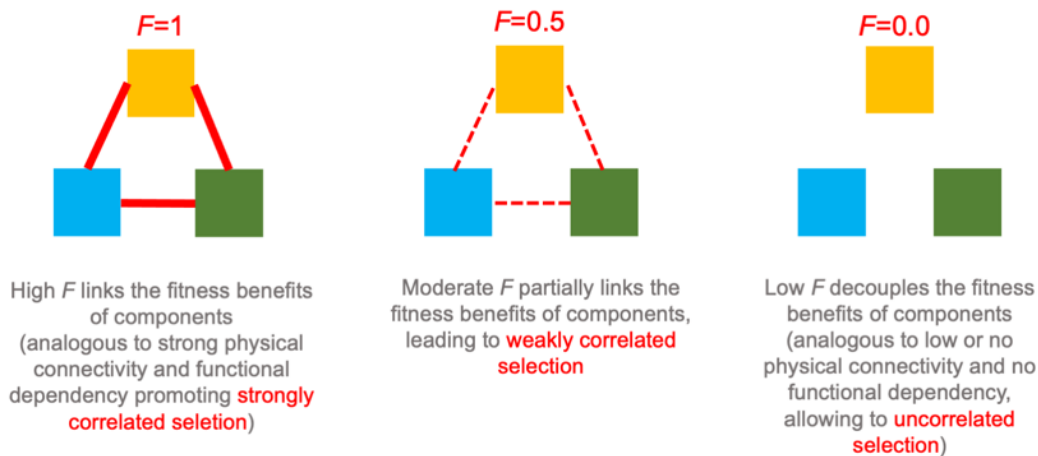 F=1
High F links the fitness benefits
of components
(analogous to strong physical
connectivity and functional
dependency promoting strongly
correlated seletion)
F=0.5
Moderate F partially links the
fitness benefits of components,
leading to weakly correlated
selection
F=0.0
Low F decouples the fitness
benefits of components
(analogous to low or no
physical connectivity and no
functional dependency,
allowing to uncorrelated
selection)